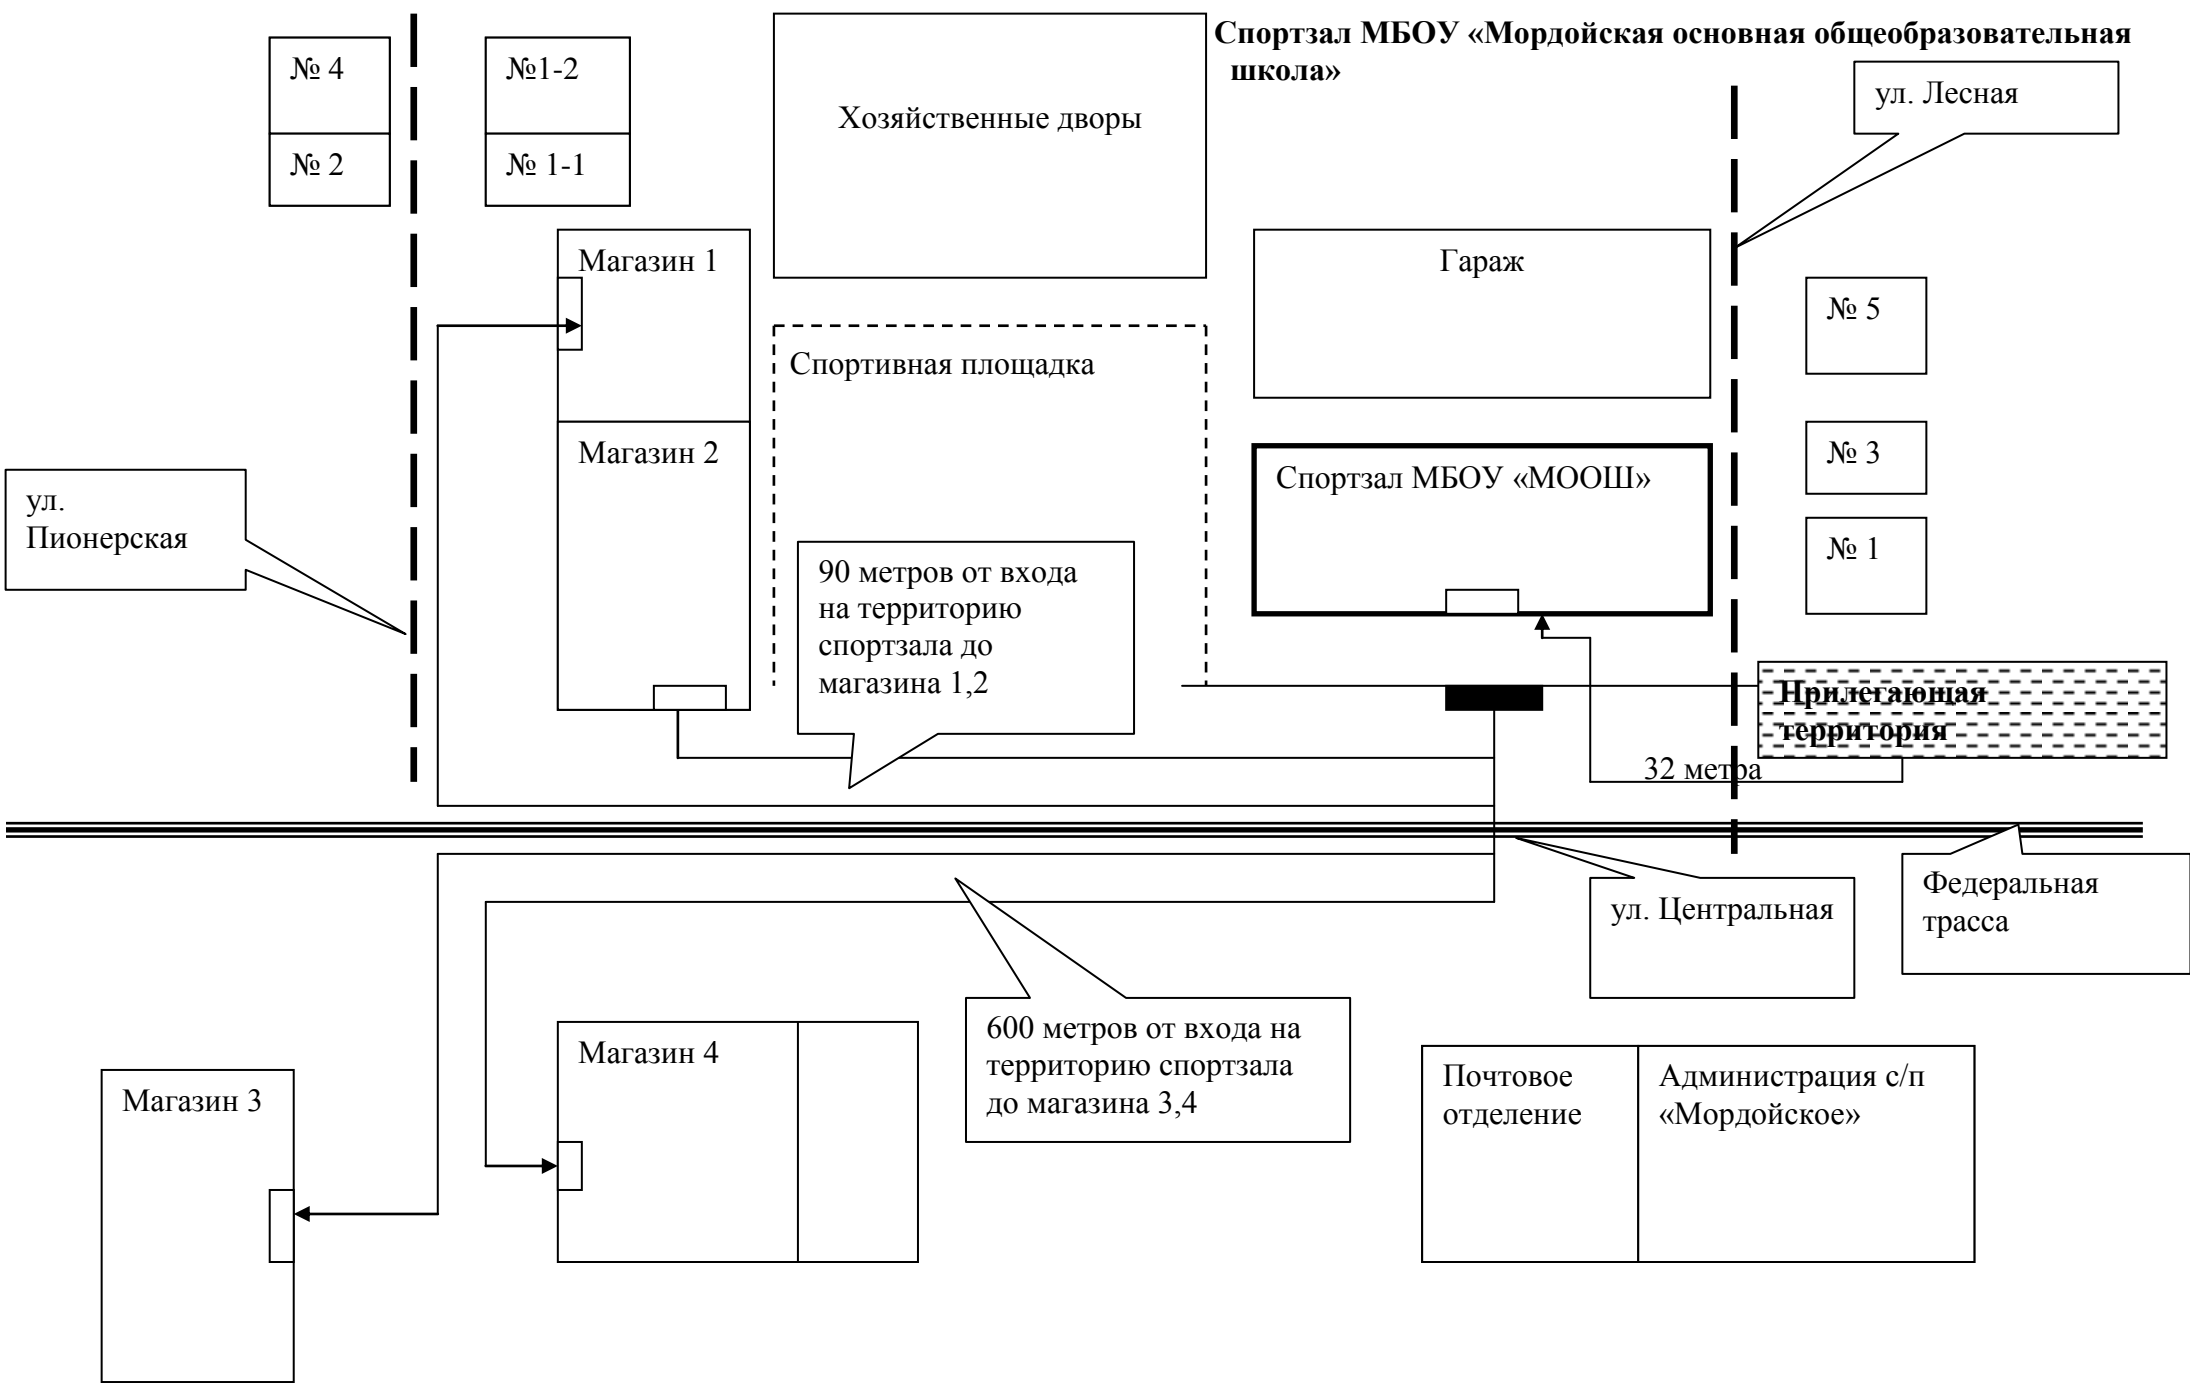 Спортзал МБОУ «Мордойская основная общеобразовательная
школа»
№ 4
№1-2
Хозяйственные дворы
ул. Лесная
№ 2
№ 1-1
Магазин 1
Гараж
№ 5
Спортивная площадка
Магазин 2
Спортзал МБОУ «МООШ»
№ 3
ул.
Пионерская
№ 1
90 метров от входа
на территорию
спортзала до
магазина 1,2
Прилегающая
территория
32 метра
ул. Центральная
Федеральная
трасса
600 метров от входа на
территорию спортзала
до магазина 3,4
Магазин 4
Магазин 3
Почтовое
отделение
Администрация с/п
«Мордойское»